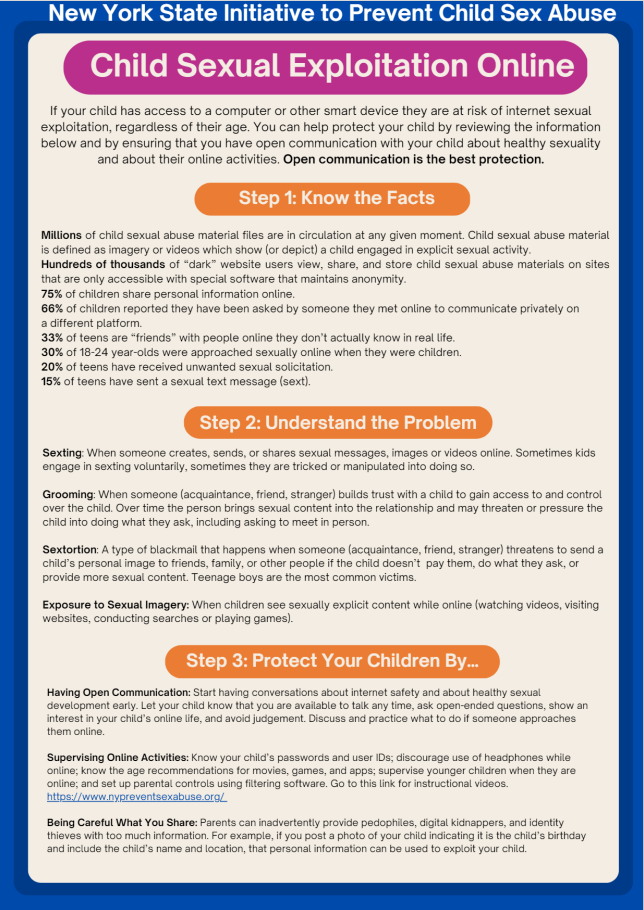 New York State Initiative to Prevent Child Sex Abuse
Child Sexual Exploitation Online
If your child has access to a computer or other smart device they are at risk of internet sexual
exploitation, regardless of their age. You can help protect your child by reviewing the information
below and by ensuring that you have open communication with your child about healthy sexuality
and about their online activities. Open communication is the best protection.
Step 1: Know the Facts
Millions of child sexual abuse material files are in circulation at any given moment. Child sexual abuse material
is defined as imagery or videos which show (or depict) a child engaged in explicit sexual activity.
Hundreds of thousands of “dark” website users view, share, and store child sexual abuse materials on sites
that are only accessible with special software that maintains anonymity.
75% of children share personal information online.
66% of children reported they have been asked by someone they met online to communicate privately on
a different platform.
33% of teens are “friends” with people online they don’t actually know in real life.
30% of 18-24 year-olds were approached sexually online when they were children.
20% of teens have received unwanted sexual solicitation.
15% of teens have sent a sexual text message (sext).
Step 2: Understand the Problem
Sexting: When someone creates, sends, or shares sexual messages, images or videos online. Sometimes kids
engage in sexting voluntarily, sometimes they are tricked or manipulated into doing so.
Grooming: When someone (acquaintance, friend, stranger) builds trust with a child to gain access to and control
over the child. Over time the person brings sexual content into the relationship and may threaten or pressure the
child into doing what they ask, including asking to meet in person.
Sextortion: A type of blackmail that happens when someone (acquaintance, friend, stranger) threatens to send a
child’s personal image to friends, family, or other people if the child doesn’t pay them, do what they ask, or
provide more sexual content. Teenage boys are the most common victims.
Exposure to Sexual Imagery: When children see sexually explicit content while online (watching videos, visiting
websites, conducting searches or playing games).
Step 3: Protect Your Children By...
Having Open Communication: Start having conversations about internet safety and about healthy sexual
development early. Let your child know that you are available to talk any time, ask open-ended questions, show an
interest in your child’s online life, and avoid judgement. Discuss and practice what to do if someone approaches
them online.
Supervising Online Activities: Know your child’s passwords and user IDs; discourage use of headphones while
online; know the age recommendations for movies, games, and apps; supervise younger children when they are
online; and set up parental controls using filtering software. Go to this link for instructional videos.
https://www.nypreventsexabuse.org/
Being Careful What You Share: Parents can inadvertently provide pedophiles, digital kidnappers, and identity
thieves with too much information. For example, if you post a photo of your child indicating it is the child’s birthday
and include the child’s name and location, that personal information can be used to exploit your child.